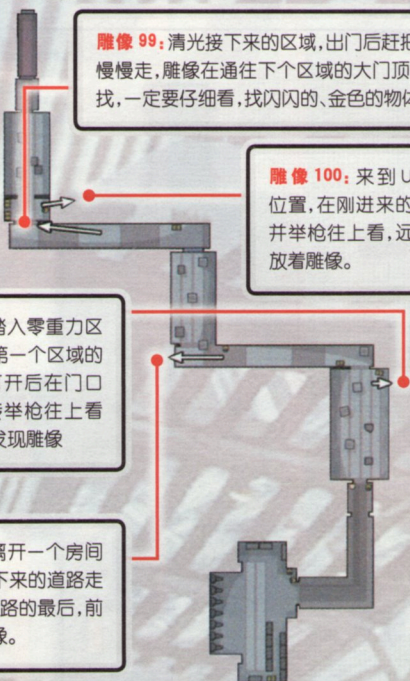 雕像 99：清光接下来的区域，出门后赶
慢慢走，雕像在通往下个区域的大门顶
找，一定要仔细看，找闪闪的、金色的物
雕像 100：来到 U
位置，在刚进来的
并举枪往上看，远
放着雕像。
入零重力区
第一个区域的
开后在门口
举枪往上看
发现雕像
离开一个房间
下来的道路走
路的最后，前
像。